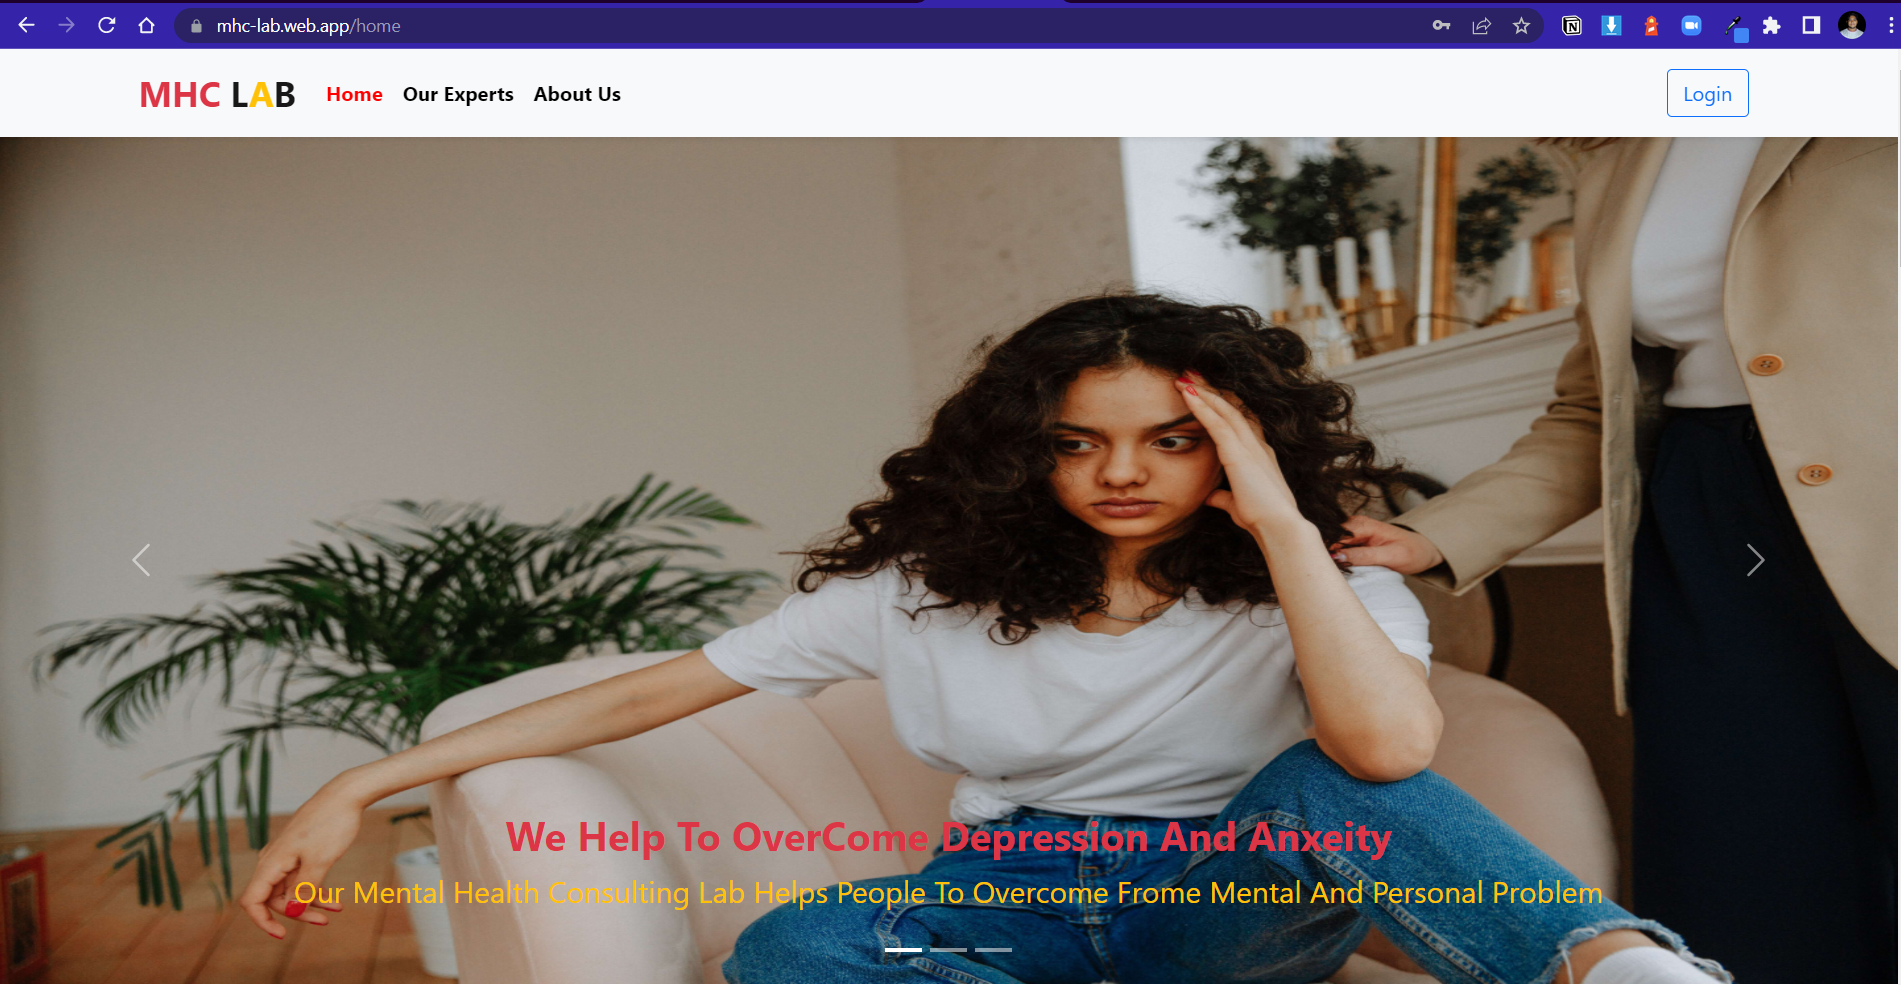 mhc-lab.web.app/home
MHC LAB Home Our Experts About Us Login
We Help To OverCome Depression And Anxeity
Our Mental Health Consulting Lab Helps People To Overcome Frome Mental And Personal Problem